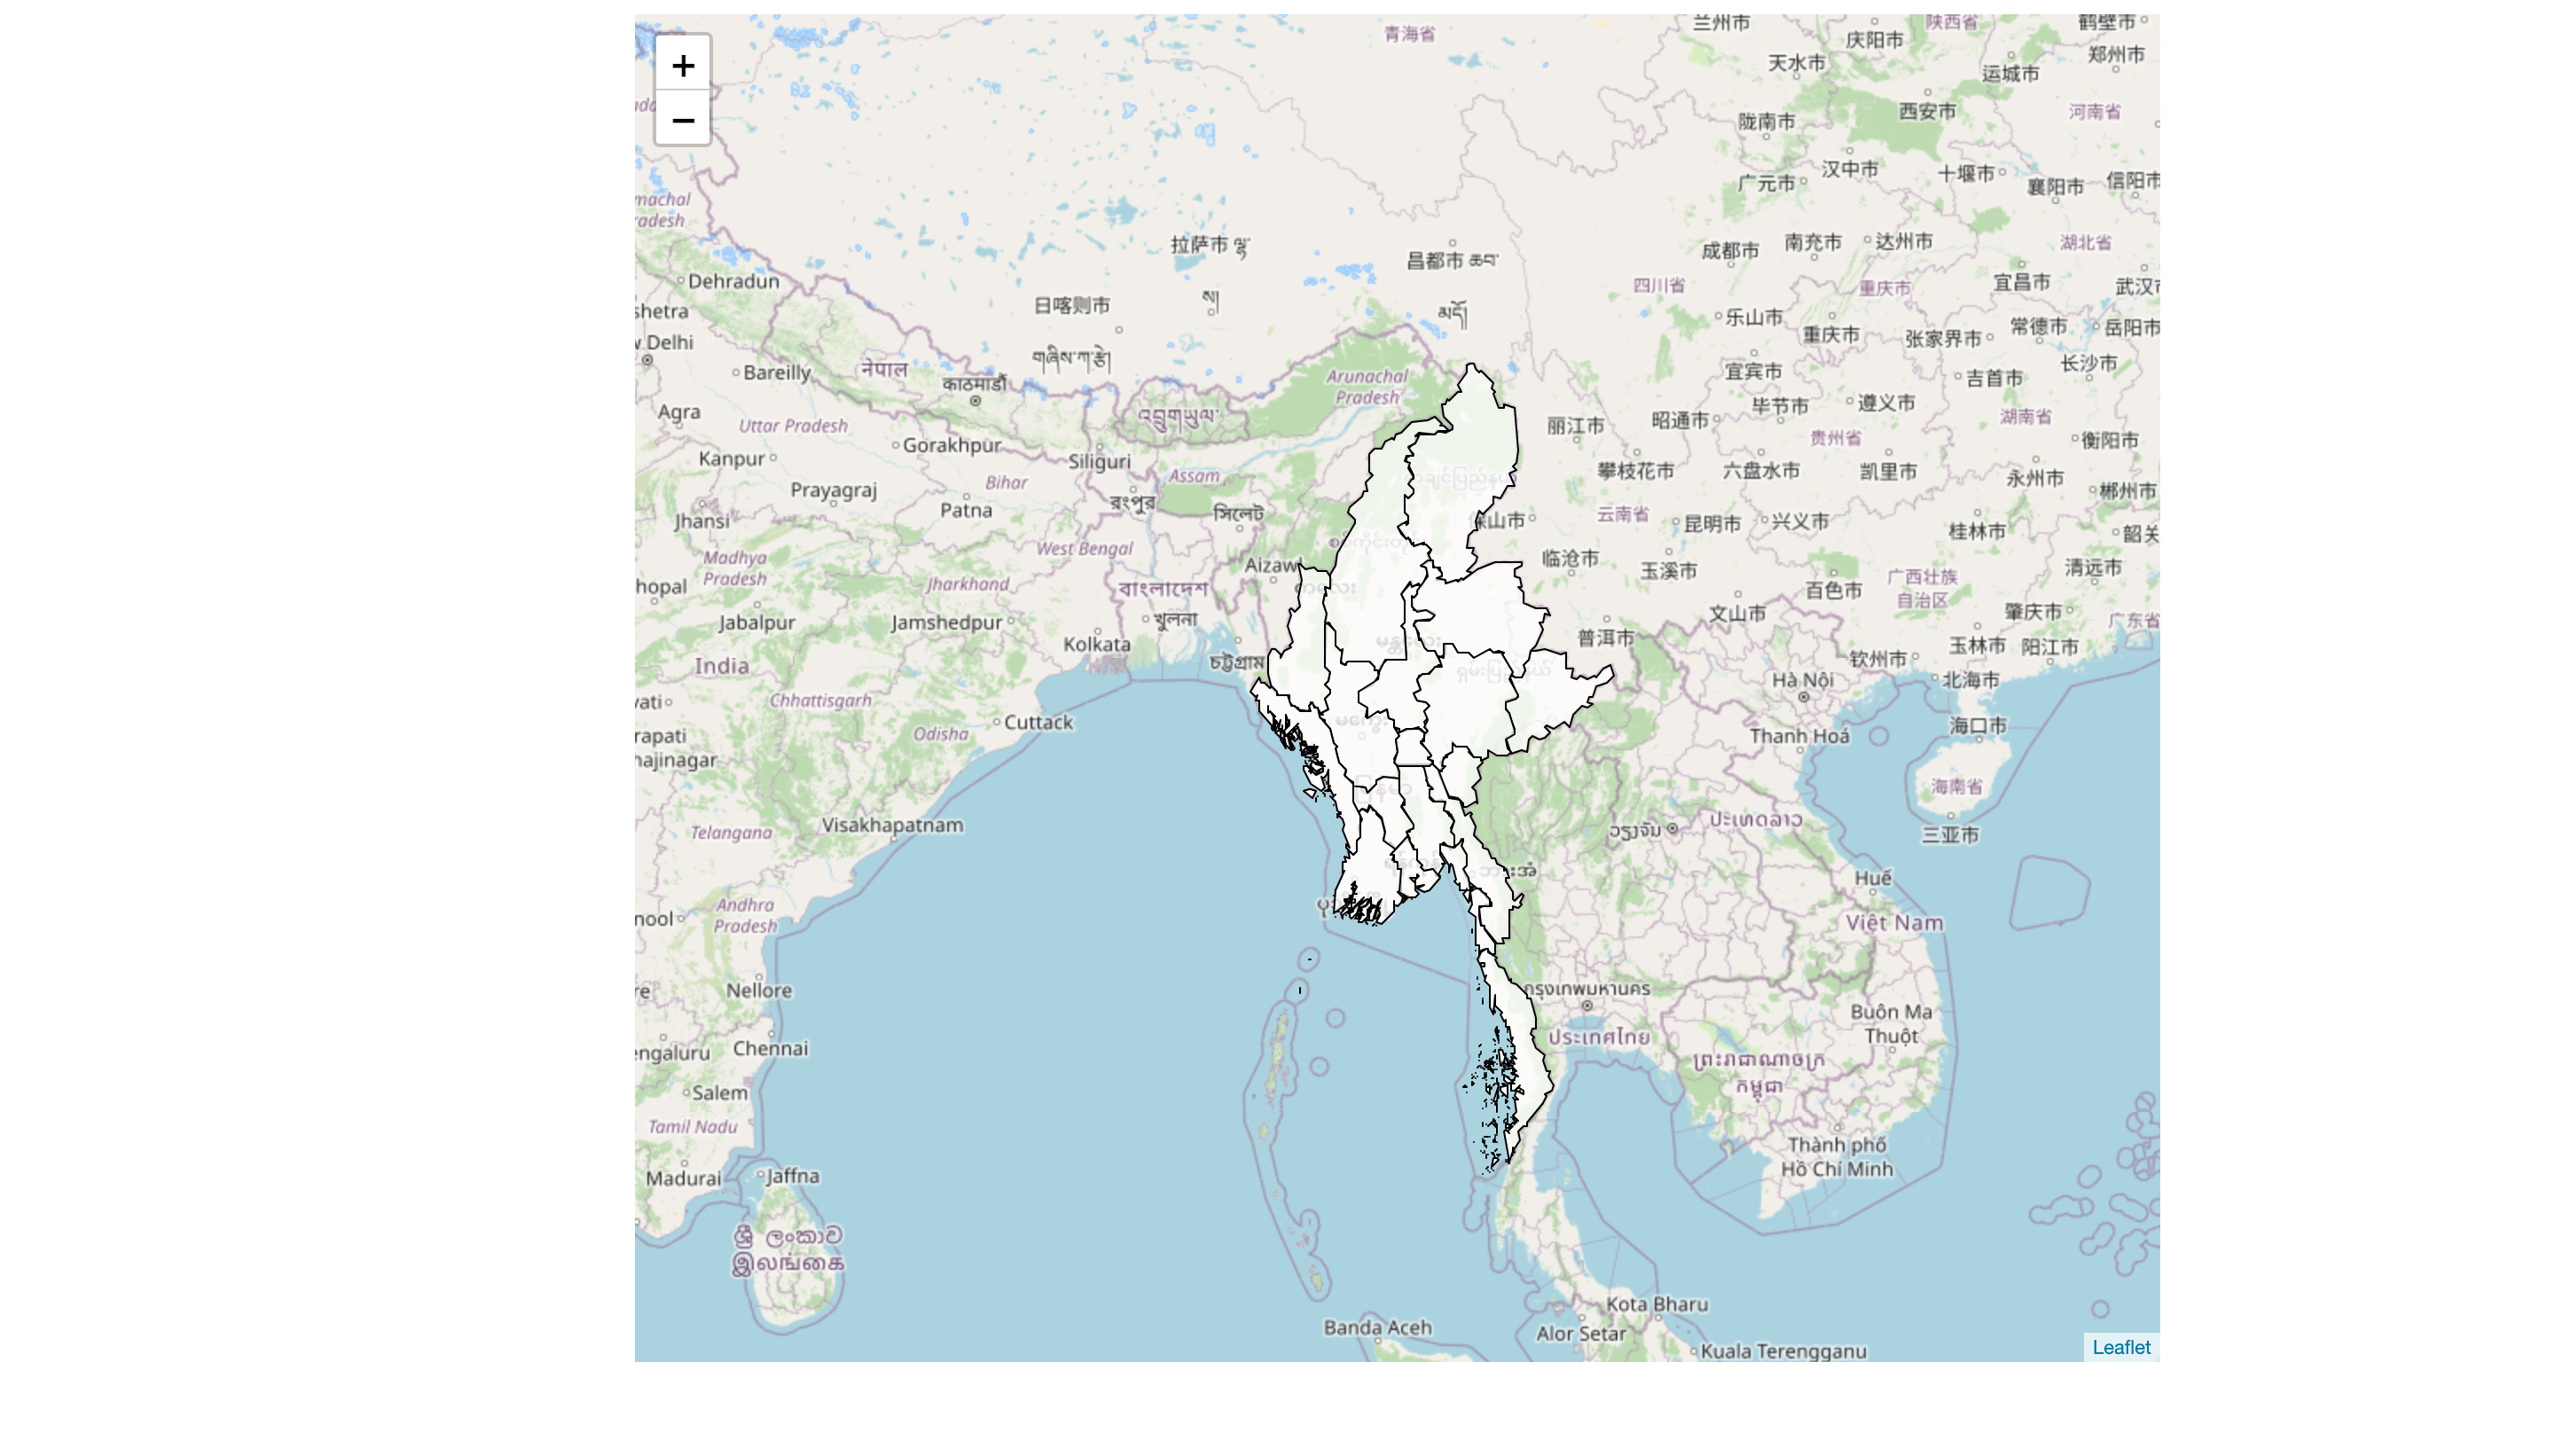 +
−
青海省
兰州市
陕西省
鹤壁市
庆阳市
郑州市
天水市
运城市
河南省
陇南市
西安市
汉中市
十堰市
广元市
襄阳市
信阳市
machal
radesh
拉萨市 ལྷ་
ས།
昌都市 ཆབ་
མདོ།
成都市
南充市
达州市
湖北省
Dehradun
日喀则市
གཞིས་ཀ་རྩེ།
四川省
重庆市
宜昌市
武汉
shetra
乐山市
重庆市
张家界市
常德市
岳阳市
Delhi
Bareilly
नेपाल
काठमाडौं
Arunachal
Pradesh
宜宾市
吉首市
长沙市
Agra
Uttar Pradesh
འབྲུག་ཡུལ་
丽江市
昭通市
毕节市
遵义市
湖南省
Gorakhpur
贵州省
衡阳市
Kanpur
Siliguri
Assam
攀枝花市
六盘水市
凯里市
永州市
郴州市
Prayagraj
Bihar
রংপুর
সিলেট
Patna
Jhansi
云南省
昆明市
兴义市
桂林市
韶关
山市
Madhya
Pradesh
West Bengal
临沧市
玉溪市
Aizawl
广西壮族
自治区
清远市
hopal
Jharkhand
বাংলাদেশ
百色市
文山市
肇庆市
广东省
Jabalpur
Jamshedpur
খুলনা
Kolkata
চট্টগ্রাম
普洱市
玉林市
阳江市
钦州市
India
Chhattisgarh
Hà Nội
北海市
Cuttack
Odisha
Thanh Hoá
海口市
rapati
hajinagar
海南省
Telangana
Visakhapatnam
ວຽງຈັນ
ປະເທດລາວ
三亚市
Huế
Andhra
Pradesh
nool
Việt Nam
Nellore
กรุงเทพมหานคร
Buôn Ma
Thuột
engaluru
Chennai
ประเทศไทย
Salem
Tamil Nadu
Thành phố
Hồ Chí Minh
Madurai
Jaffna
ශ්‍රී ලංකාව
இலங்கை
Kota Bharu
Banda Aceh
Alor Setar
Kuala Terengganu
Leaflet